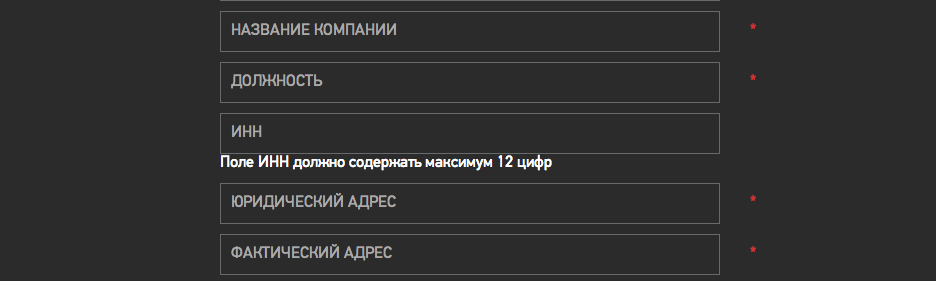 НАЗВАНИЕ КОМПАНИИ *
ДОЛЖНОСТЬ *
ИНН
Поле ИНН должно содержать максимум 12 цифр
ЮРИДИЧЕСКИЙ АДРЕС *
ФАКТИЧЕСКИЙ АДРЕС *